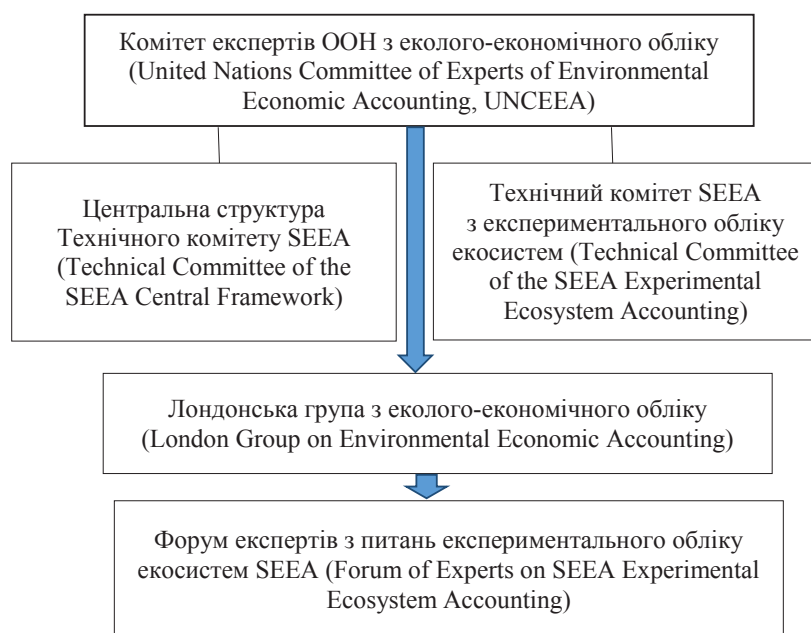 Комітет експертів ООН з еколого-економічного обліку
(United Nations Committee of Experts of Environmental
Economic Accounting, UNCEEA)
Центральна структура
Технічного комітету SEEA
(Technical Committee of the
SEEA Central Framework)
Технічний комітет SEEA
з експериментального обліку
екосистем (Technical Committee
of the SEEA Experimental
Ecosystem Accounting)
Лондонська група з еколого-економічного обліку
(London Group on Environmental Economic Accounting)
Форум експертів з питань експериментального обліку
екосистем SEEA (Forum of Experts on SEEA Experimental
Ecosystem Accounting)